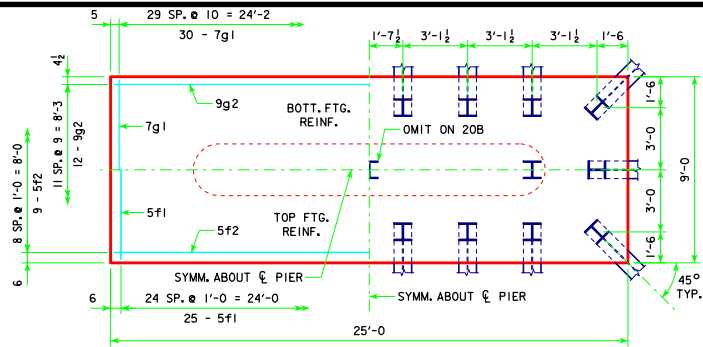 5
29 SP. @ 10 = 24'-2
30 - 7g1
1'-7½
3'-1½
3'-1½
3'-1½
1'-6
4½
11 SP. @ 9 = 8'-3
12 - 9g2
8 SP. @ 1'-0 = 8'-0
9 - 5f2
6
9g2
7g1
BOTT. FTG.
REINF.
OMIT ON 20B
5f1
5f2
TOP FTG.
REINF.
SYMM. ABOUT ℄ PIER
SYMM. ABOUT ℄ PIER
1'-6
3'-0
3'-0
1'-6
9'-0
45°
TYP.
6
24 SP. @ 1'-0 = 24'-0
25 - 5f1
25'-0